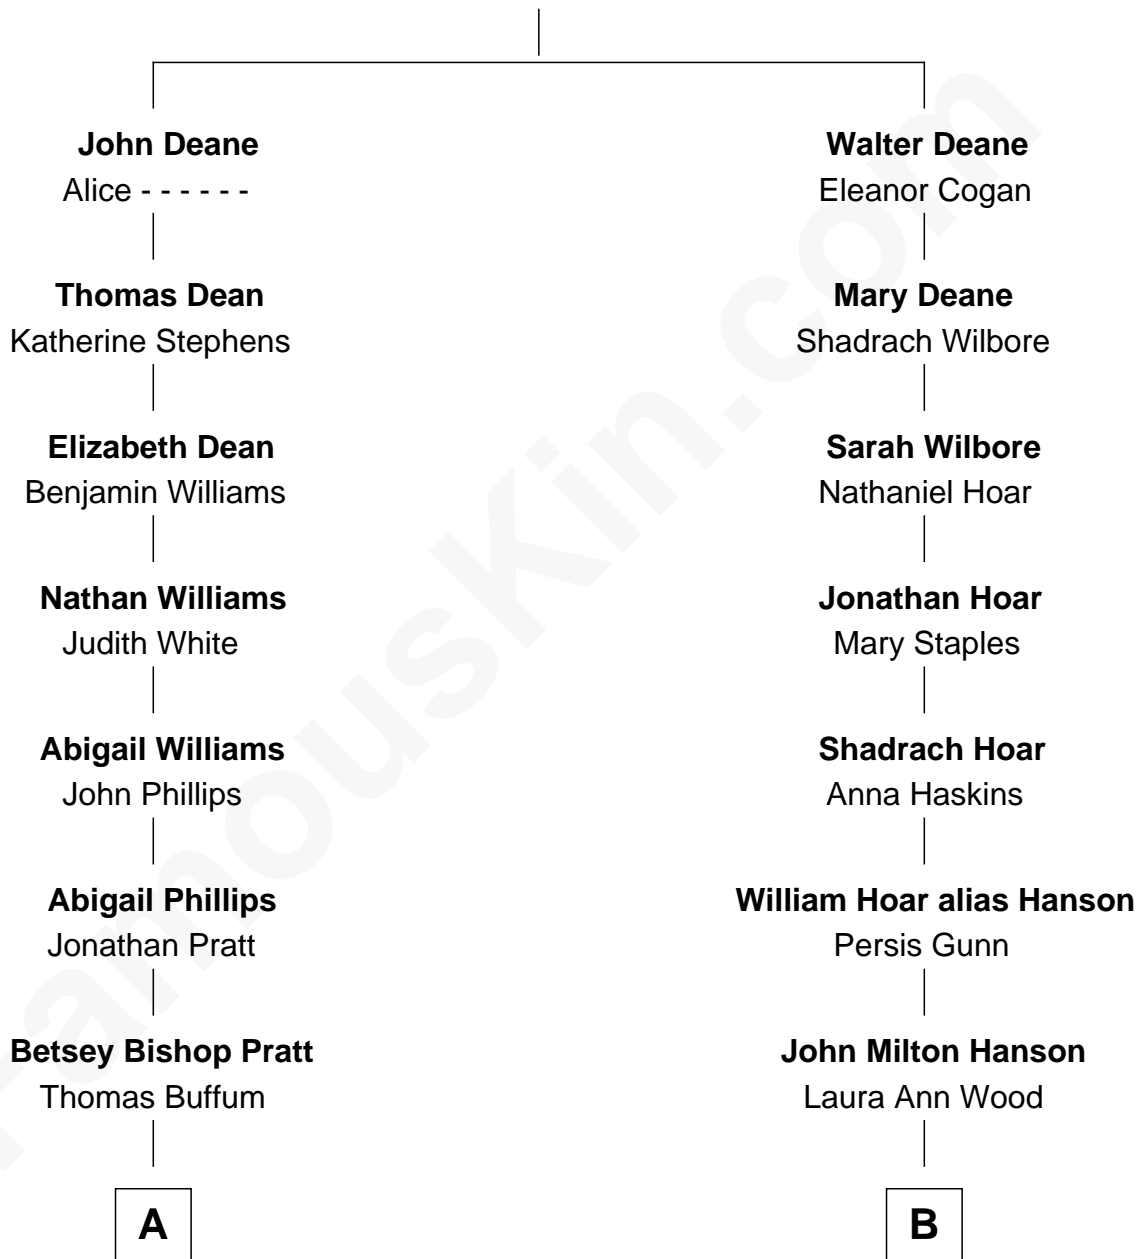 John Deane
Alice - - - - - -
Thomas Dean
Katherine Stephens
Elizabeth Dean
Benjamin Williams
Nathan Williams
Judith White
Abigail Williams
John Phillips
Abigail Phillips
Jonathan Pratt
Betsey Bishop Pratt
Thomas Buffum
A
Walter Deane
Eleanor Cogan
Mary Deane
Shadrach Wilbore
Sarah Wilbore
Nathaniel Hoar
Jonathan Hoar
Mary Staples
Shadrach Hoar
Anna Haskins
William Hoar alias Hanson
Persis Gunn
John Milton Hanson
Laura Ann Wood
B
FamousKin.com